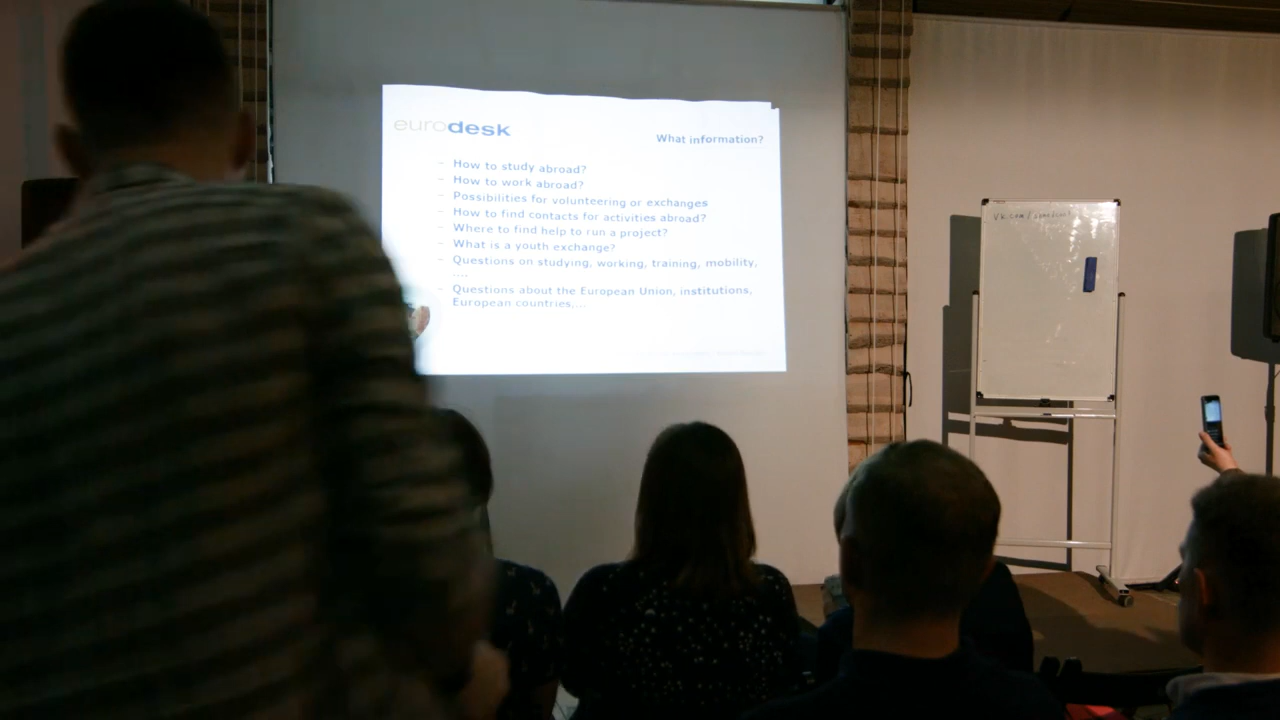 eurodesk
What information?
– How to study abroad?
– How to work abroad?
– Possibilities for volunteering or exchanges
– How to find contacts for activities abroad?
– Where to find help to run a project?
– What is a youth exchange?
– Questions on studying, working, training, mobility,
....
– Questions about the European Union, institutions,
European countries,...
vk.com/